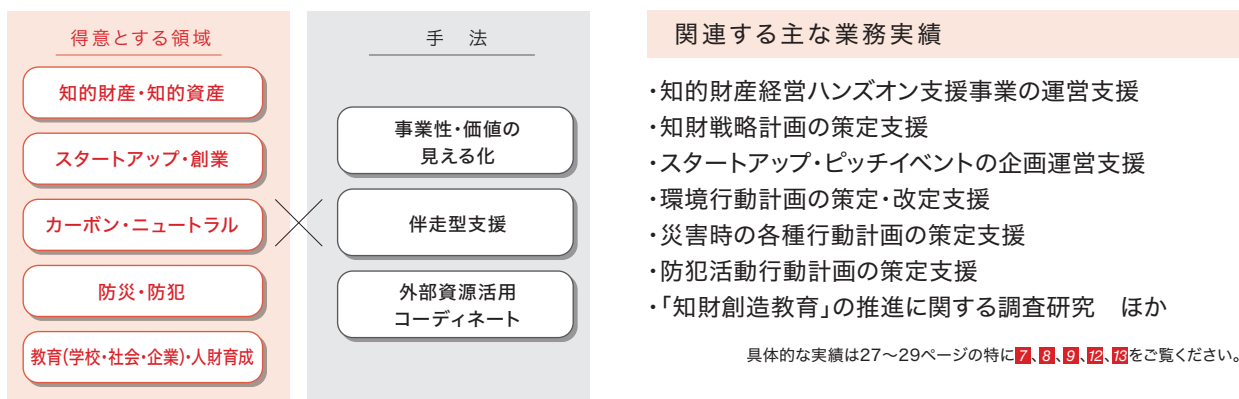 得意とする領域
知的財産・知的資産
スタートアップ・創業
カーボン・ニュートラル
防災・防犯
教育(学校・社会・企業)・人財育成
手　法
事業性・価値の
見える化
伴走型支援
外部資源活用
コーディネート
関連する主な業務実績
・知的財産経営ハンズオン支援事業の運営支援
・知財戦略計画の策定支援
・スタートアップ・ピッチイベントの企画運営支援
・環境行動計画の策定・改定支援
・災害時の各種行動計画の策定支援
・防犯活動行動計画の策定支援
・「知財創造教育」の推進に関する調査研究　ほか
具体的な実績は27〜29ページの特に7、8、9、12、13をご覧ください。